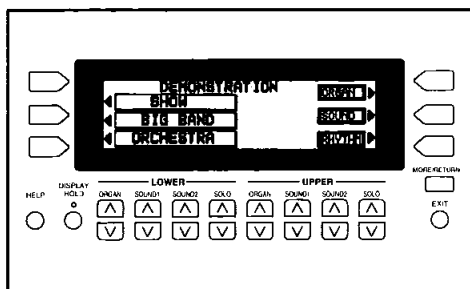 DEMONSTRATION
SHOW
ORGAN
BIG BAND
SOUND
ORCHESTRA
RHYTHM
MORE/RETURN
LOWER
UPPER
HELP
DISPLAY
HOLD
ORGAN SOUND1 SOUND2 SOLO ORGAN SOUND1 SOUND2 SOLO
EXIT